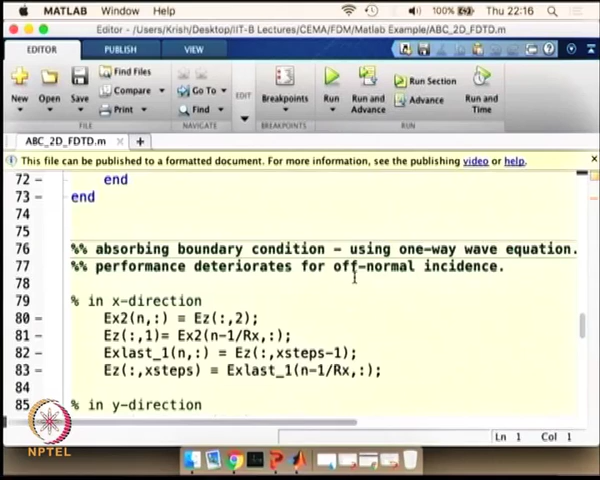 MATLAB Window Help 100% Thu 22:16
Editor - /Users/Krish/Desktop/IIT-B Lectures/CEMA/FDM/Matlab Example/ABC_2D_FDTD.m
EDITOR PUBLISH VIEW
New Open Save Find Files Compare Print Go To Find EDIT Breakpoints Run Run and Advance Run Section Advance Run and Time
FILE NAVIGATE BREAKPOINTS RUN
ABC_2D_FDTD.m × +
This file can be published to a formatted document. For more information, see the publishing video or help. ×
72 – end
73 – end
74
75
76 %% absorbing boundary condition - using one-way wave equation.
77 %% performance deteriorates for off-normal incidence.
78
79 % in x-direction
80 – Ex2(n,:) = Ez(:,2);
81 – Ez(:,1)= Ex2(n-1/Rx,:);
82 – Exlast_1(n,:) = Ez(:,xsteps-1);
83 – Ez(:,xsteps) = Exlast_1(n-1/Rx,:);
84
85 % in y-direction
Ln 1 Col 1
NPTEL